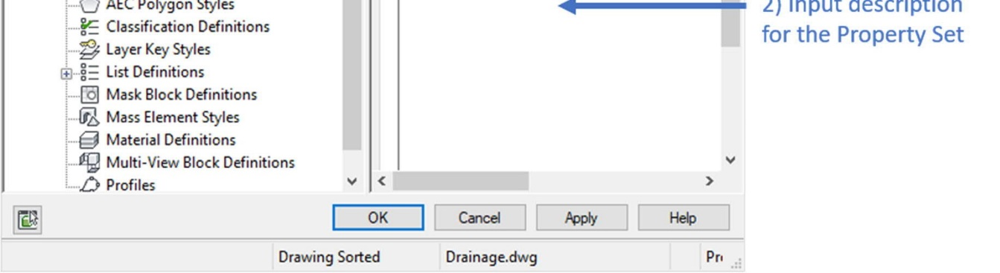 AEC Polygon Styles
2) Input description
Classification Definitions
for the Property Set
Layer Key Styles
List Definitions
Mask Block Definitions
Mass Element Styles
Material Definitions
Multi-View Block Definitions
Profiles
OK Cancel Apply Help
Drawing Sorted Drainage.dwg